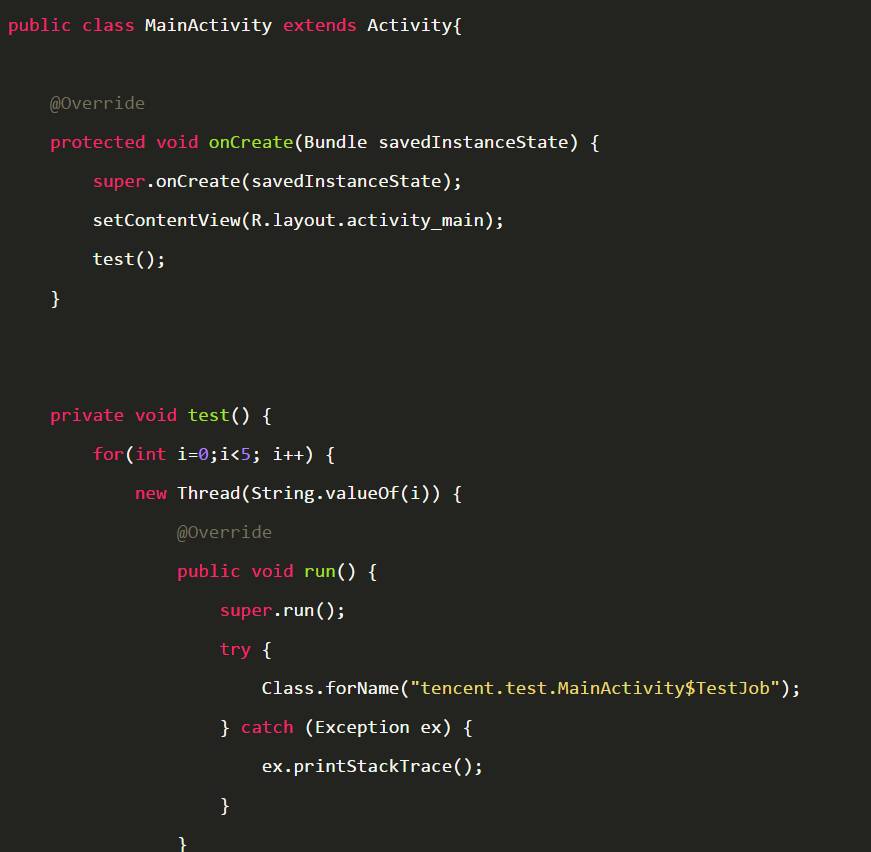 public class MainActivity extends Activity{
@Override
protected void onCreate(Bundle savedInstanceState) {
super.onCreate(savedInstanceState);
setContentView(R.layout.activity_main);
test();
}
private void test() {
for(int i=0;i<5; i++) {
new Thread(String.valueOf(i)) {
@Override
public void run() {
super.run();
try {
Class.forName("tencent.test.MainActivity$TestJob");
} catch (Exception ex) {
ex.printStackTrace();
}
}